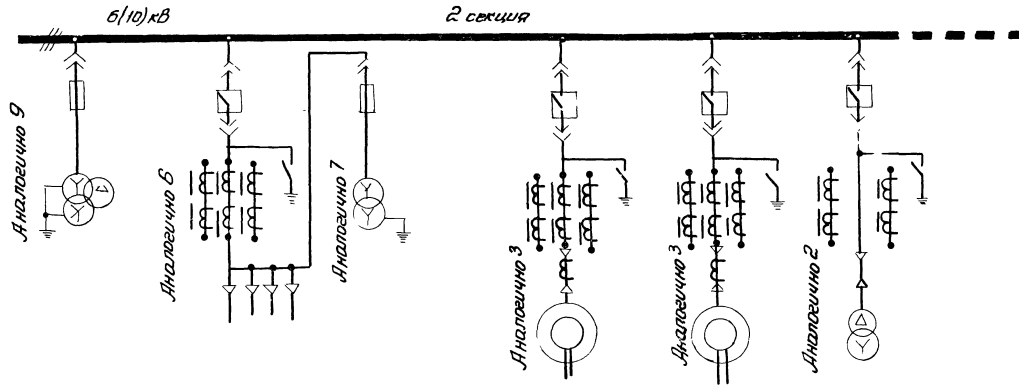 6(10) кВ
2 секция
Аналогично 9
Аналогично 6
Аналогично 7
Аналогично 3
Аналогично 3
Аналогично 2